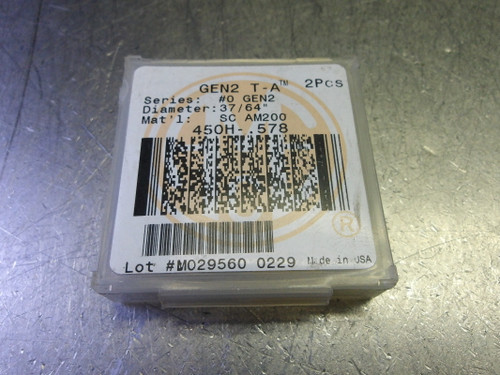 GEN2 T-A™ 2Pcs
Series: #0 GEN2
Diameter: 37/64"
Mat'l: SC AM200
450H-.578
®
Lot #M029560 0229 Made in USA